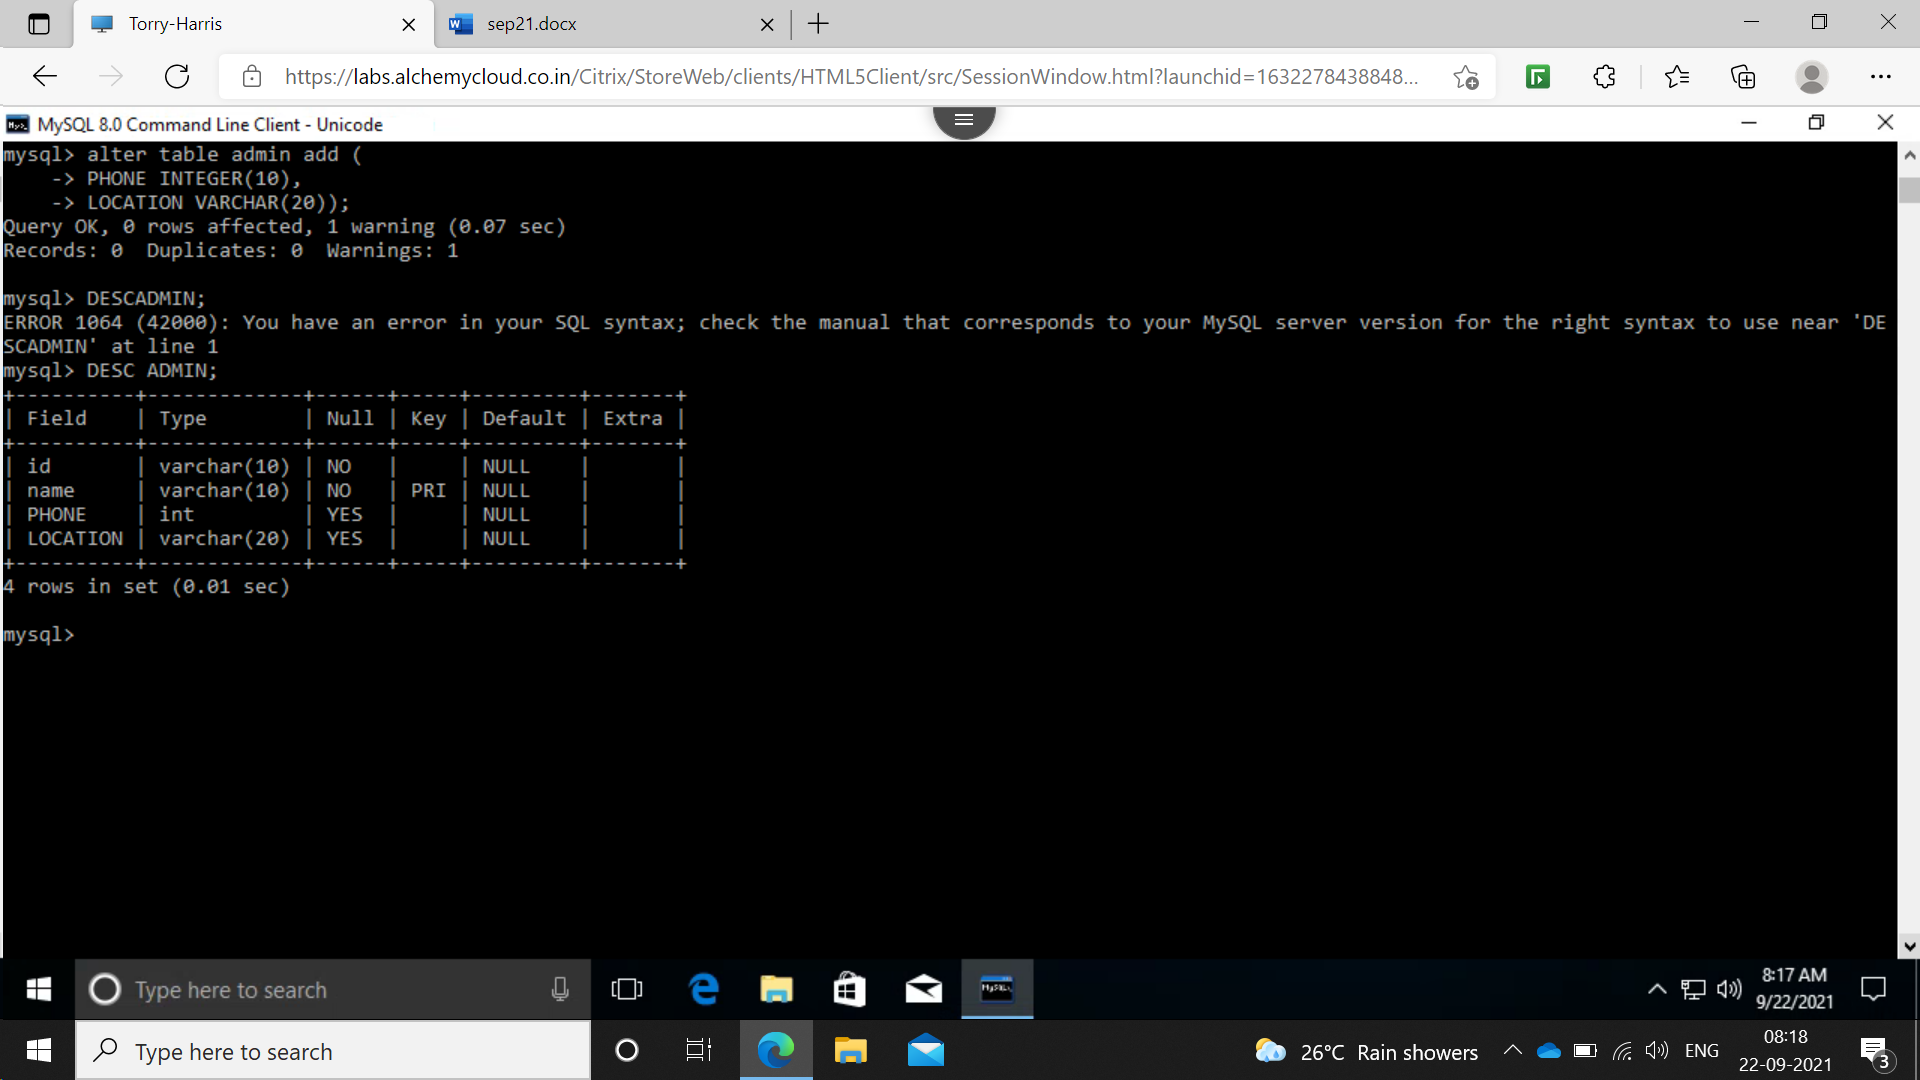 Torry-Harris
sep21.docx
https://labs.alchemycloud.co.in/Citrix/StoreWeb/clients/HTML5Client/src/SessionWindow.html?launchid=1632278438848...
MySQL 8.0 Command Line Client - Unicode
mysql> alter table admin add (
    -> PHONE INTEGER(10),
    -> LOCATION VARCHAR(20));
Query OK, 0 rows affected, 1 warning (0.07 sec)
Records: 0  Duplicates: 0  Warnings: 1
mysql> DESCADMIN;
ERROR 1064 (42000): You have an error in your SQL syntax; check the manual that corresponds to your MySQL server version for the right syntax to use near 'DE
SCADMIN' at line 1
mysql> DESC ADMIN;
+----------+-------------+------+-----+---------+-------+
| Field    | Type        | Null | Key | Default | Extra |
+----------+-------------+------+-----+---------+-------+
| id       | varchar(10) | NO   |     | NULL    |       |
| name     | varchar(10) | NO   | PRI | NULL    |       |
| PHONE    | int         | YES  |     | NULL    |       |
| LOCATION | varchar(20) | YES  |     | NULL    |       |
+----------+-------------+------+-----+---------+-------+
4 rows in set (0.01 sec)
mysql>
Type here to search
8:17 AM
9/22/2021
Type here to search
26°C Rain showers
ENG
08:18
22-09-2021
3